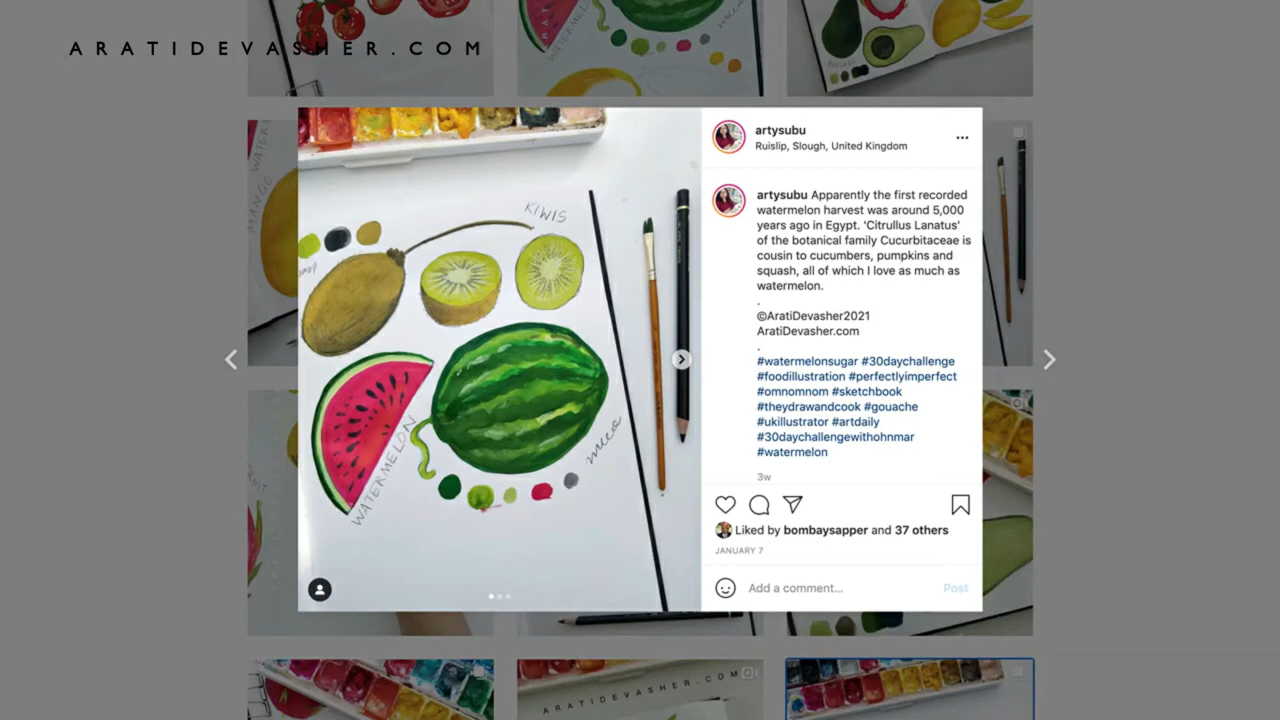 ARATIDEVASHER.COM
artysubu
Ruislip, Slough, United Kingdom
artysubu Apparently the first recorded
watermelon harvest was around 5,000
years ago in Egypt. 'Citrullus Lanatus'
of the botanical family Cucurbitaceae is
cousin to cucumbers, pumpkins and
squash, all of which I love as much as
watermelon.
.
©AratiDevasher2021
AratiDevasher.com
.
#watermelonsugar #30daychallenge
#foodillustration #perfectlyimperfect
#omnomnom #sketchbook
#theydrawandcook #gouache
#ukillustrator #artdaily
#30daychallengewithohnmar
#watermelon
3w
Liked by bombaysapper and 37 others
JANUARY 7
Add a comment...
Post
KIWIS
WATERMELON
MANGO
WATER
ARATIDEVASHER.COM